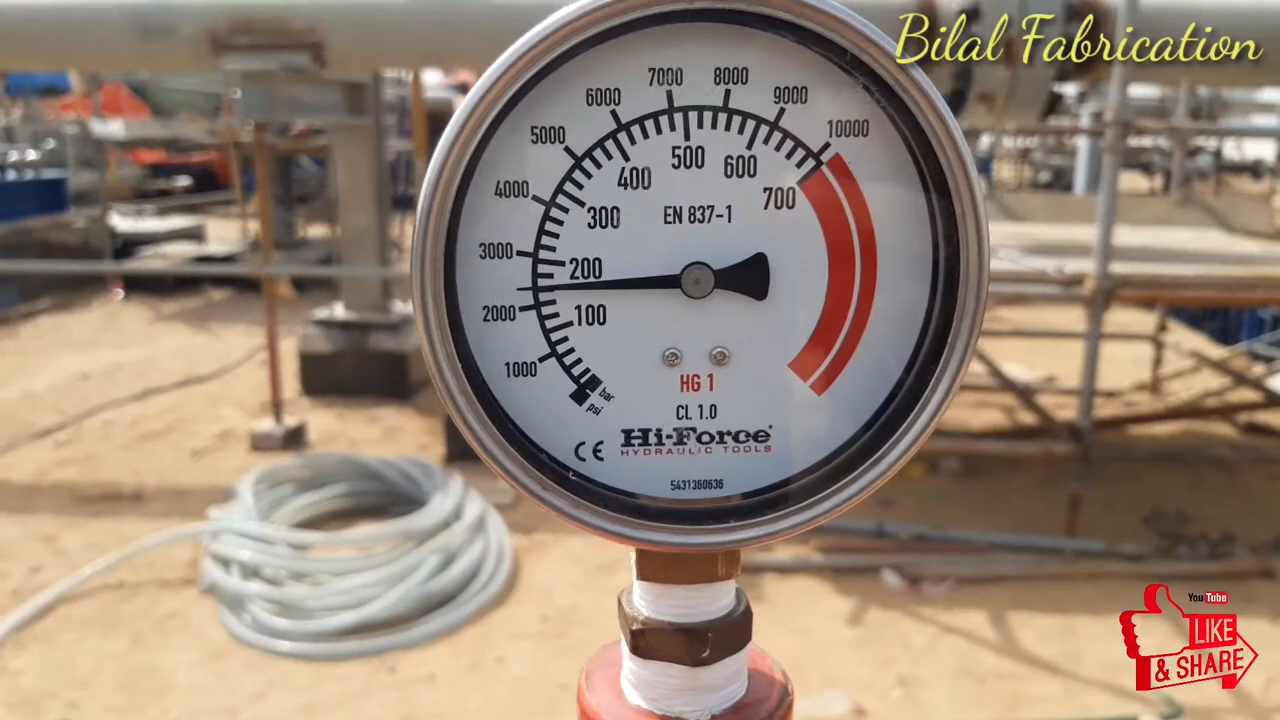 Bilal Fabrication
7000 8000
6000 9000
5000 10000
4000 400 500 600
3000 300 700
EN 837-1
2000 200
1000 100
bar
psi
HG 1
CL 1.0
CE Hi-Force
HYDRAULIC TOOLS
5431360636
YouTube
LIKE
& SHARE